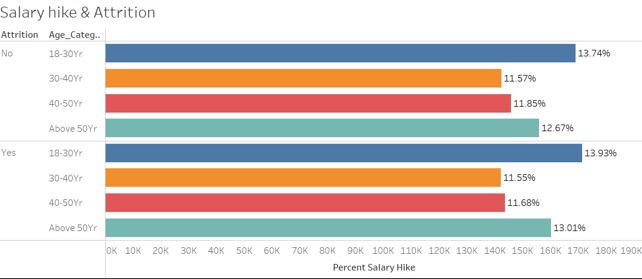 Salary hike & Attrition
Attrition Age_Categ..
No 18-30Yr 13.74%
30-40Yr 11.57%
40-50Yr 11.85%
Above 50Yr 12.67%
Yes 18-30Yr 13.93%
30-40Yr 11.55%
40-50Yr 11.68%
Above 50Yr 13.01%
0K 10K 20K 30K 40K 50K 60K 70K 80K 90K 100K 110K 120K 130K 140K 150K 160K 170K 180K 190K
Percent Salary Hike